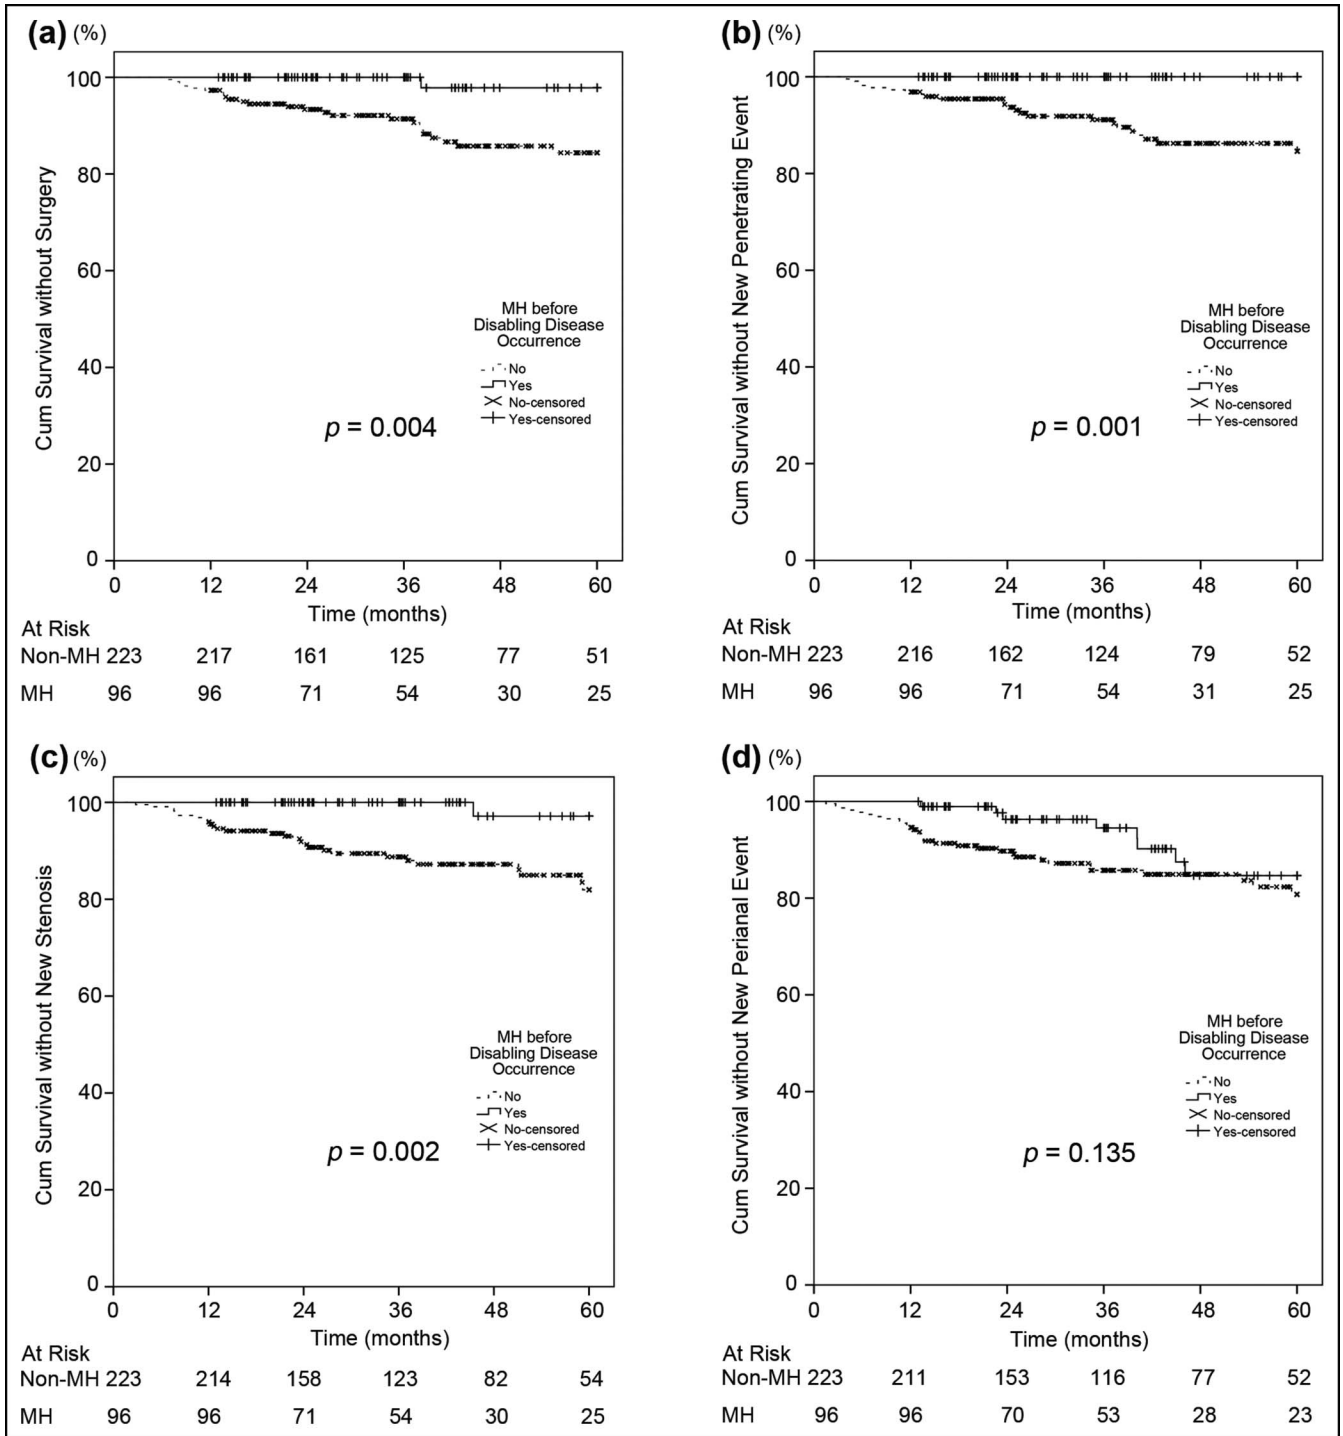 (a) (%)
Cum Survival without Surgery
100
80
60
40
20
0
MH before
Disabling Disease
Occurrence
No
Yes
No-censored
Yes-censored
p = 0.004
0 12 24 36 48 60
Time (months)
At Risk
Non-MH 223 217 161 125 77 51
MH 96 96 71 54 30 25
(b) (%)
Cum Survival without New Penetrating Event
100
80
60
40
20
0
MH before
Disabling Disease
Occurrence
No
Yes
No-censored
Yes-censored
p = 0.001
0 12 24 36 48 60
Time (months)
At Risk
Non-MH 223 216 162 124 79 52
MH 96 96 71 54 31 25
(c) (%)
Cum Survival without New Stenosis
100
80
60
40
20
0
MH before
Disabling Disease
Occurrence
No
Yes
No-censored
Yes-censored
p = 0.002
0 12 24 36 48 60
Time (months)
At Risk
Non-MH 223 214 158 123 82 54
MH 96 96 71 54 30 25
(d) (%)
Cum Survival without New Perianal Event
100
80
60
40
20
0
MH before
Disabling Disease
Occurrence
No
Yes
No-censored
Yes-censored
p = 0.135
0 12 24 36 48 60
Time (months)
At Risk
Non-MH 223 211 153 116 77 52
MH 96 96 70 53 28 23